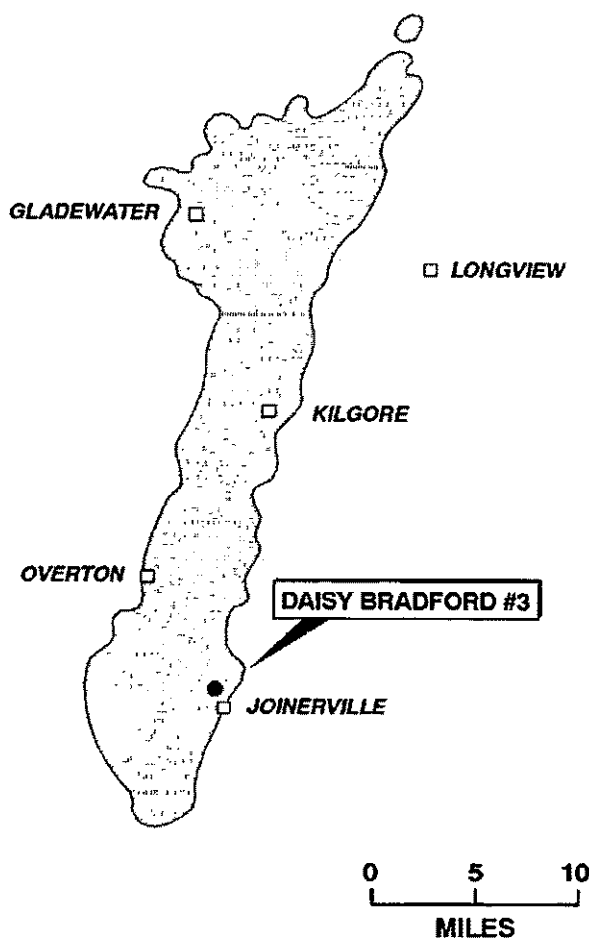 GLADEWATER
LONGVIEW
KILGORE
OVERTON
DAISY BRADFORD #3
JOINERVILLE
0 5 10
MILES